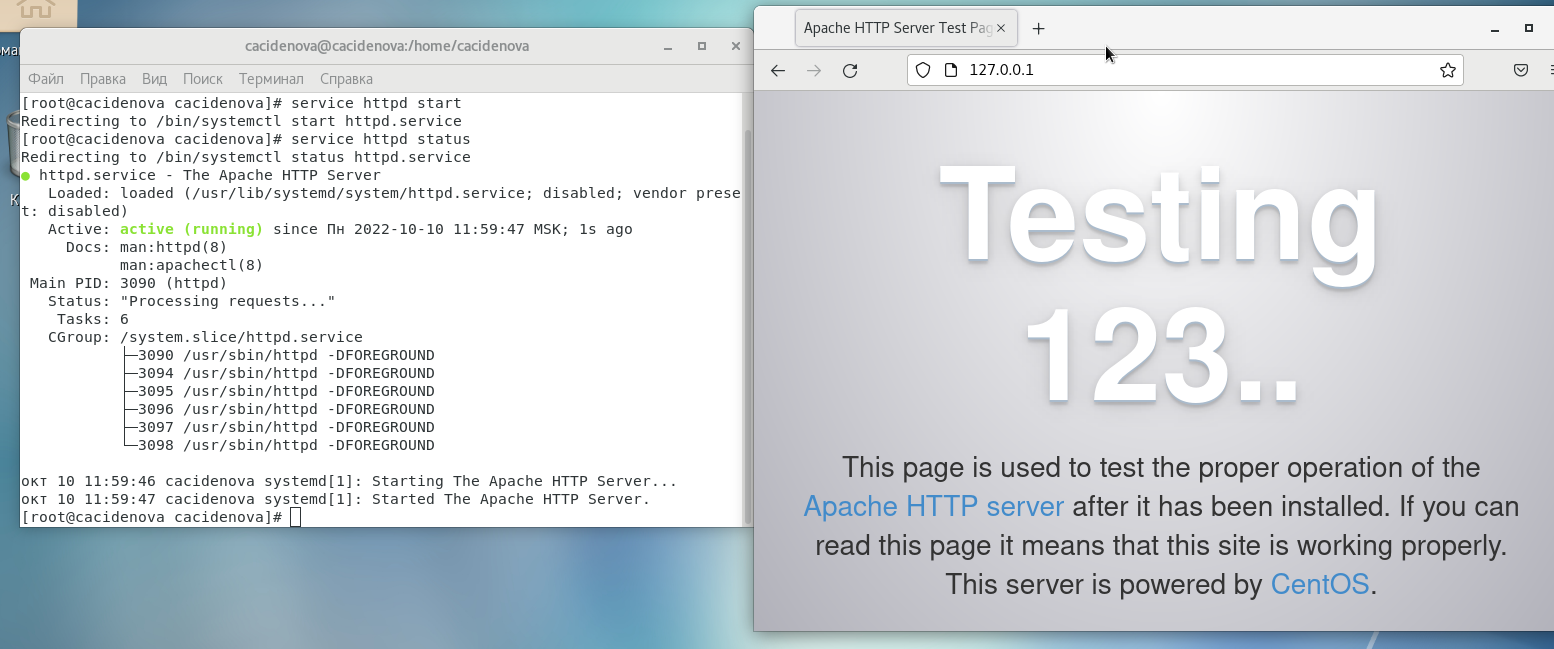 cacidenova@cacidenova:/home/cacidenova
Файл Правка Вид Поиск Терминал Справка
[root@cacidenova cacidenova]# service httpd start
Redirecting to /bin/systemctl start httpd.service
[root@cacidenova cacidenova]# service httpd status
Redirecting to /bin/systemctl status httpd.service
● httpd.service - The Apache HTTP Server
   Loaded: loaded (/usr/lib/systemd/system/httpd.service; disabled; vendor prese
t: disabled)
   Active: active (running) since Пн 2022-10-10 11:59:47 MSK; 1s ago
     Docs: man:httpd(8)
           man:apachectl(8)
 Main PID: 3090 (httpd)
   Status: "Processing requests..."
    Tasks: 6
   CGroup: /system.slice/httpd.service
           ├─3090 /usr/sbin/httpd -DFOREGROUND
           ├─3094 /usr/sbin/httpd -DFOREGROUND
           ├─3095 /usr/sbin/httpd -DFOREGROUND
           ├─3096 /usr/sbin/httpd -DFOREGROUND
           ├─3097 /usr/sbin/httpd -DFOREGROUND
           └─3098 /usr/sbin/httpd -DFOREGROUND
окт 10 11:59:46 cacidenova systemd[1]: Starting The Apache HTTP Server...
окт 10 11:59:47 cacidenova systemd[1]: Started The Apache HTTP Server.
[root@cacidenova cacidenova]#
Apache HTTP Server Test Pag
127.0.0.1
Testing
123..
This page is used to test the proper operation of the
Apache HTTP server after it has been installed. If you can
read this page it means that this site is working properly.
This server is powered by CentOS.